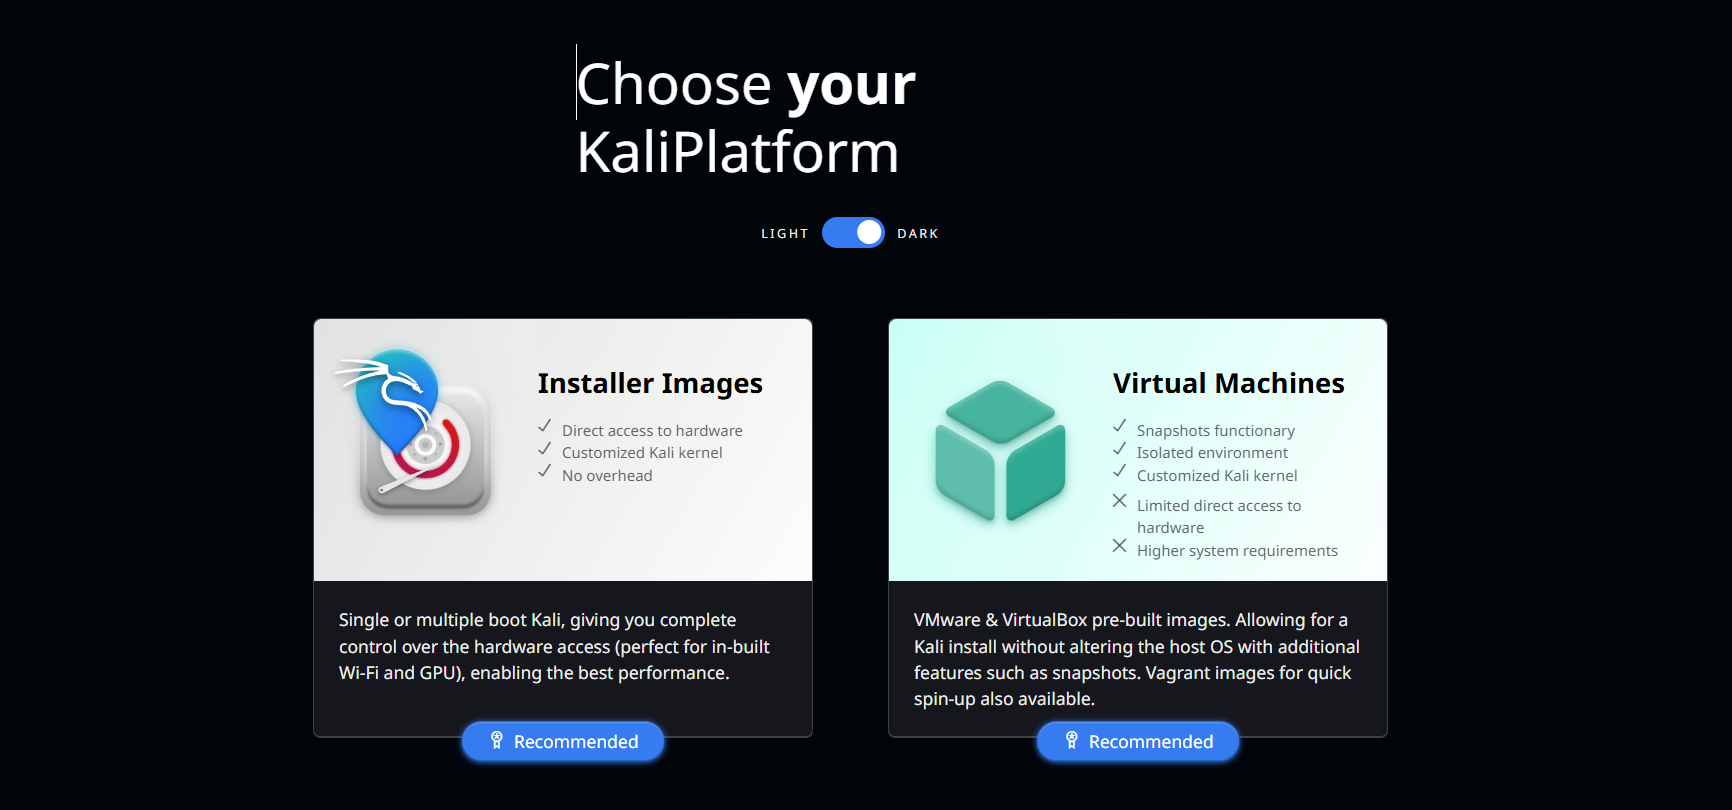 Choose your
KaliPlatform
LIGHT DARK
Installer Images
Direct access to hardware
Customized Kali kernel
No overhead
Single or multiple boot Kali, giving you complete
control over the hardware access (perfect for in-built
Wi-Fi and GPU), enabling the best performance.
Recommended
Virtual Machines
Snapshots functionary
Isolated environment
Customized Kali kernel
Limited direct access to
hardware
Higher system requirements
VMware & VirtualBox pre-built images. Allowing for a
Kali install without altering the host OS with additional
features such as snapshots. Vagrant images for quick
spin-up also available.
Recommended